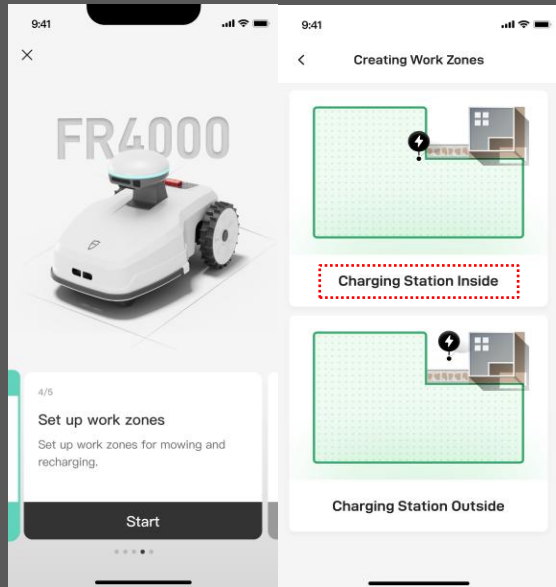 9:41
FR4000
4/5
Set up work zones
Set up work zones for mowing and
recharging.
Start
9:41
Creating Work Zones
Charging Station Inside
Charging Station Outside